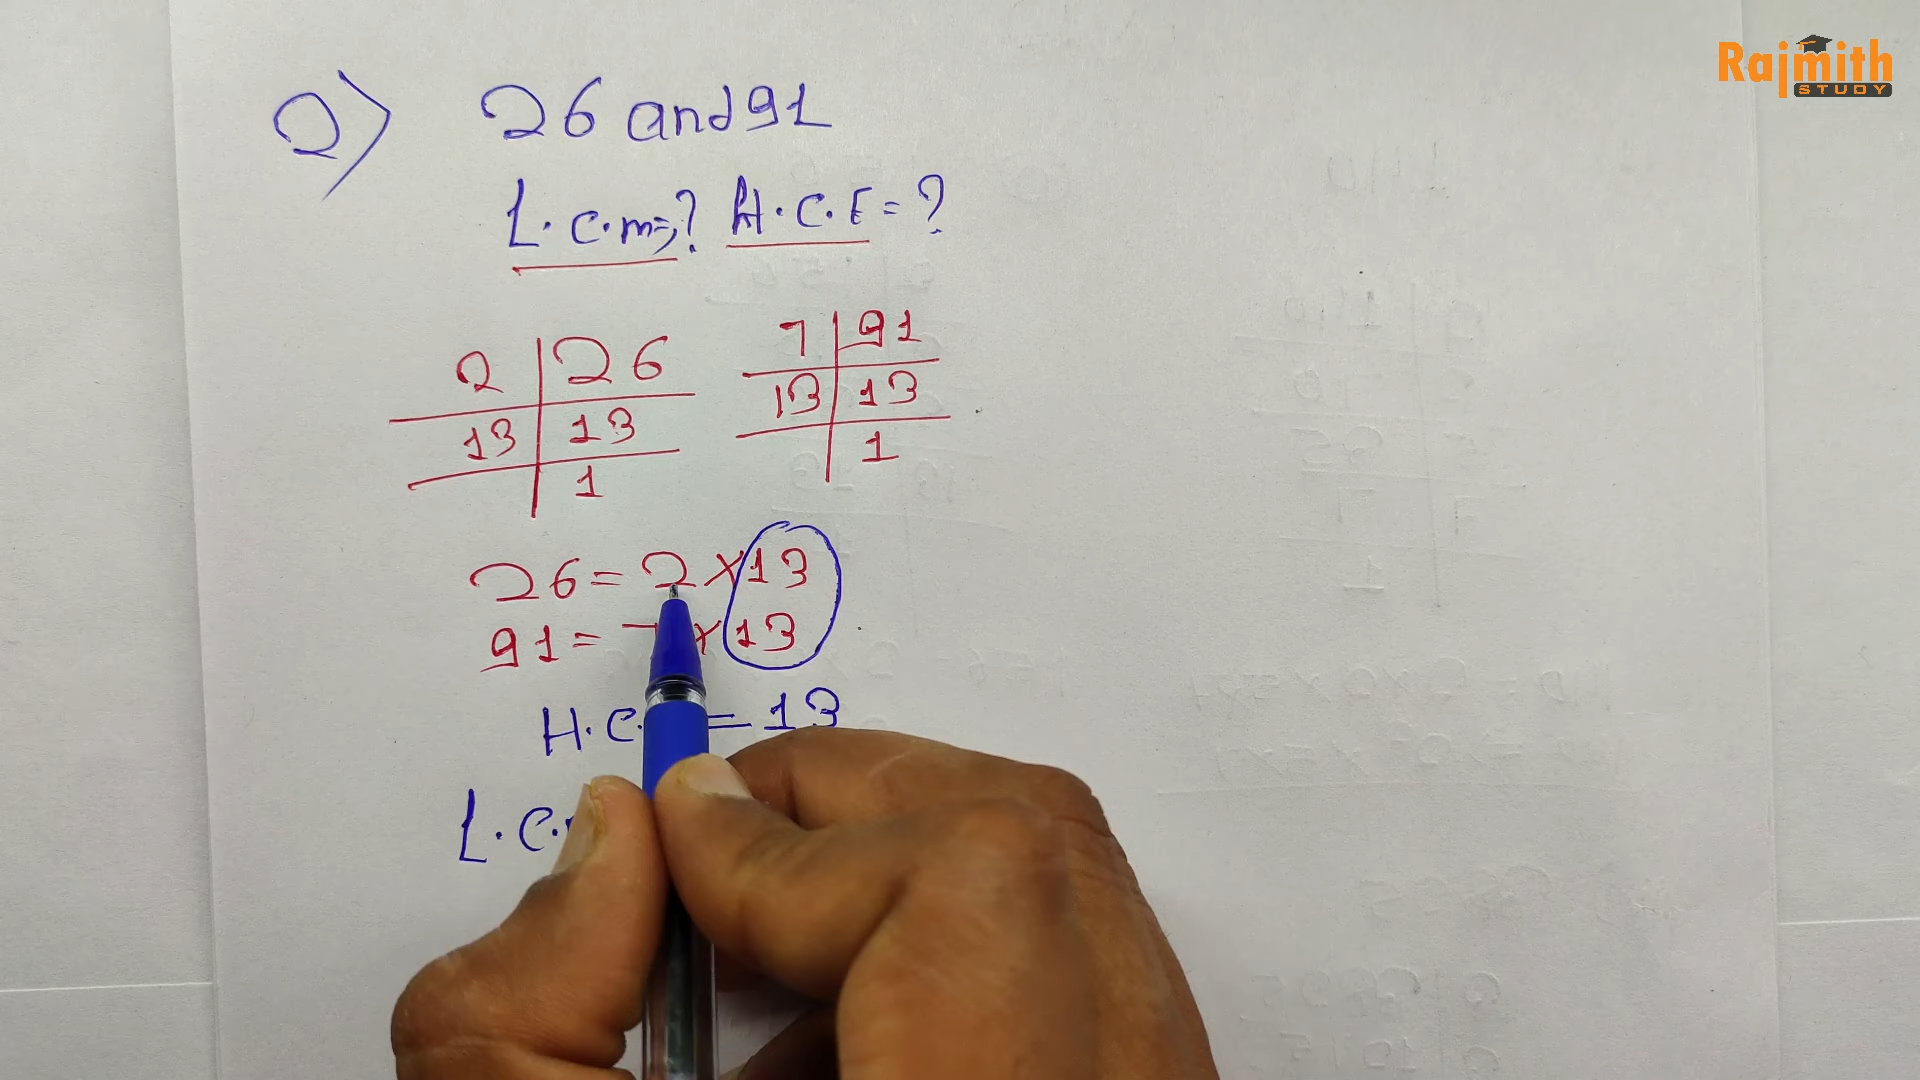 Rajmith
STUDY
Q) 26 and 91
L.C.m=? H.C.F=?
2 | 26
13 | 13
1
7 | 91
13 | 13
1
26 = 2 × 13
91 = 7 × 13
H.C. = 13
L.C.